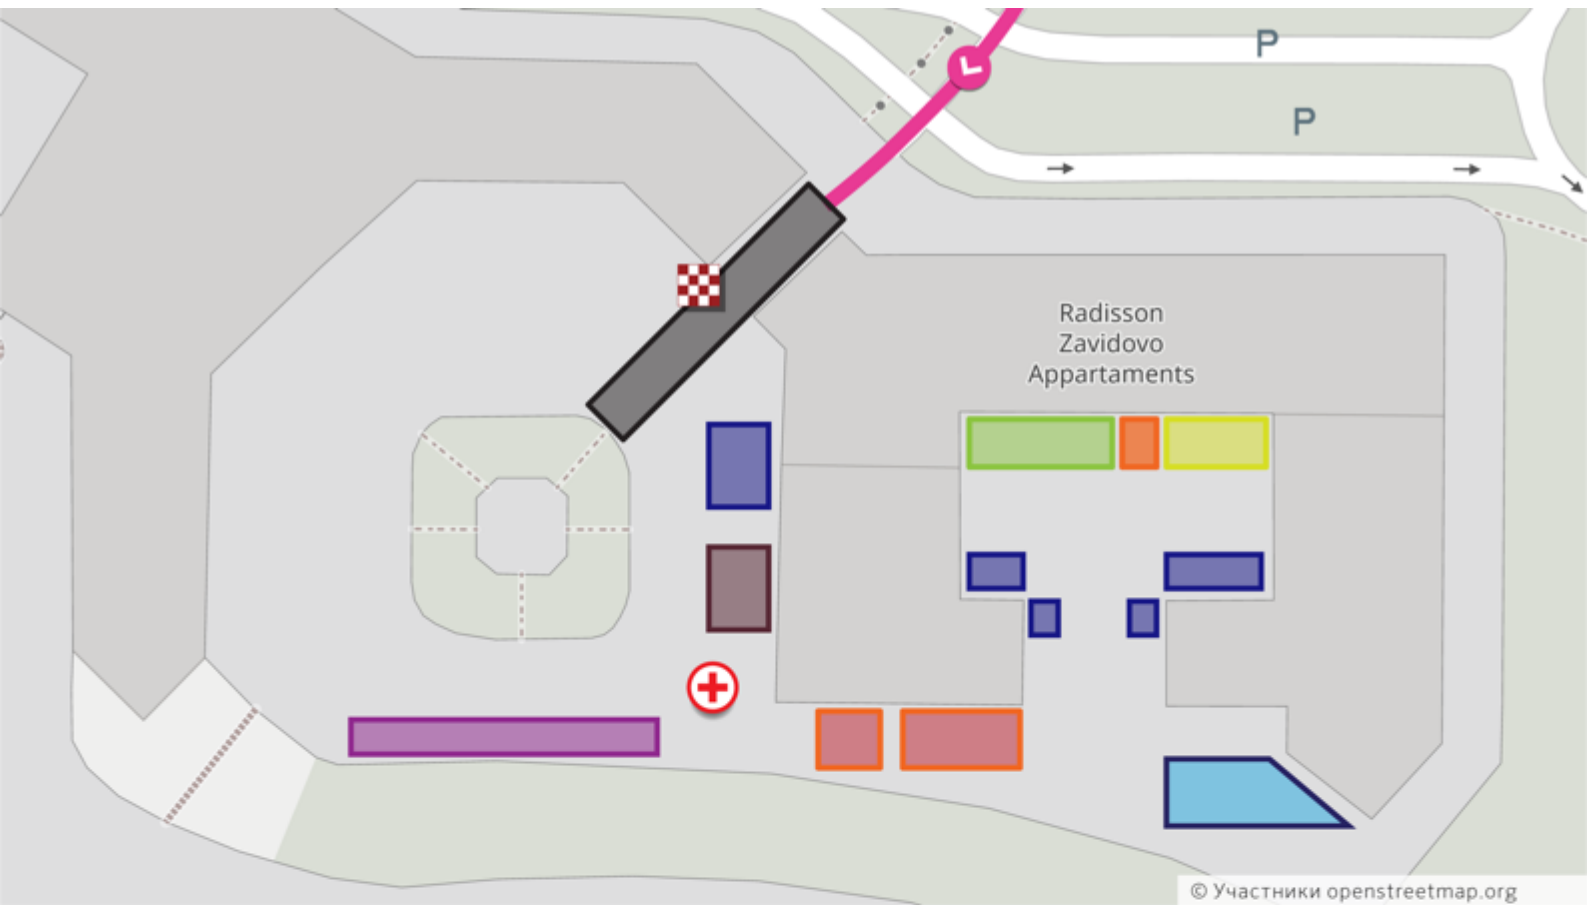 P
P
Radisson
Zavidovo
Appartaments
© Участники openstreetmap.org